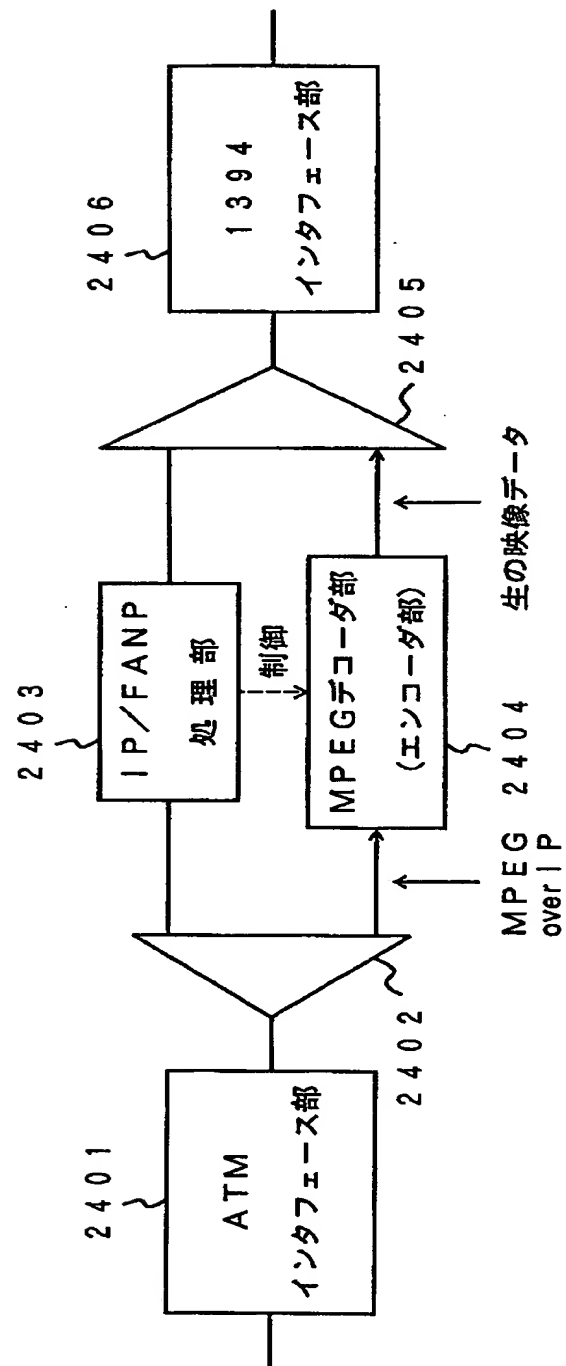 2401
ATM
インタフェース部
2402
2403
IP/FANP
処理部
制御
MPEGデコーダ部
(エンコーダ部)
2404
MPEG
over IP
生の映像データ
2405
2406
1394
インタフェース部